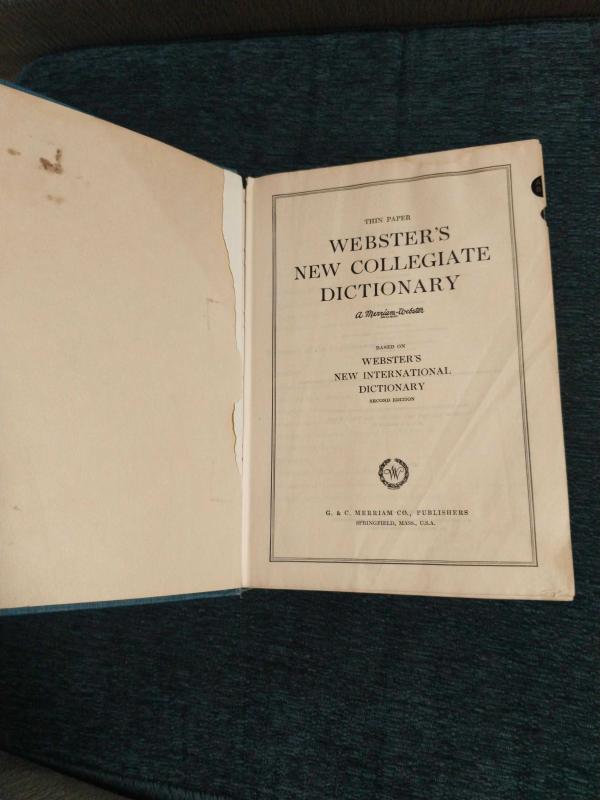 THIN PAPER
WEBSTER'S
NEW COLLEGIATE
DICTIONARY
A Merriam-Webster
BASED ON
WEBSTER'S
NEW INTERNATIONAL
DICTIONARY
SECOND EDITION
W
G. & C. MERRIAM CO., PUBLISHERS
SPRINGFIELD, MASS., U.S.A.